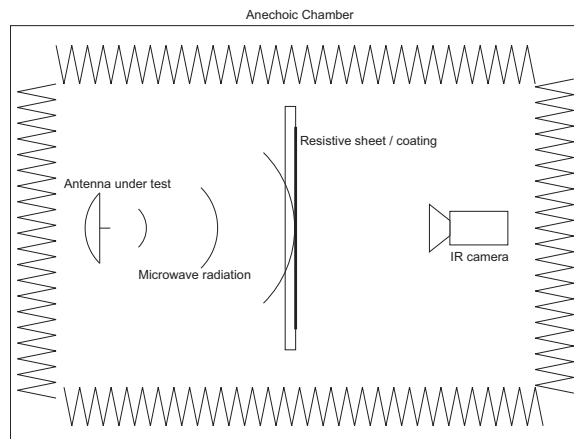 Anechoic Chamber
Resistive sheet / coating
Antenna under test
Microwave radiation
IR camera